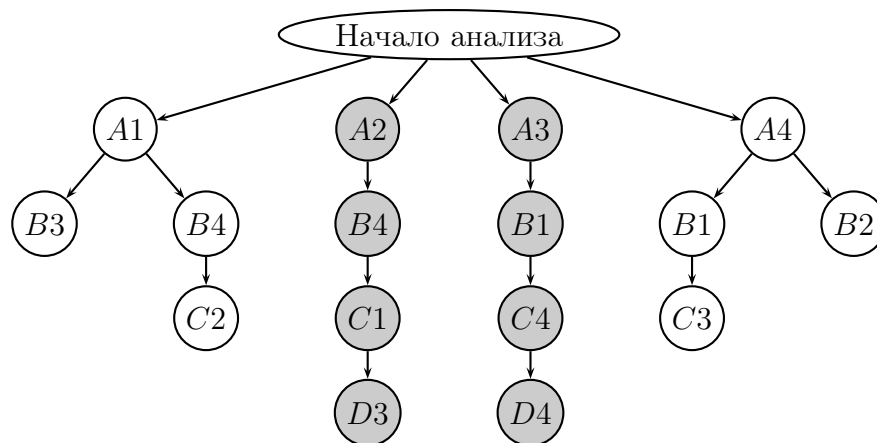 Начало анализа
A1 A2 A3 A4
B3 B4 B4 B1 B1 B2
C2 C1 C4 C3
D3 D4